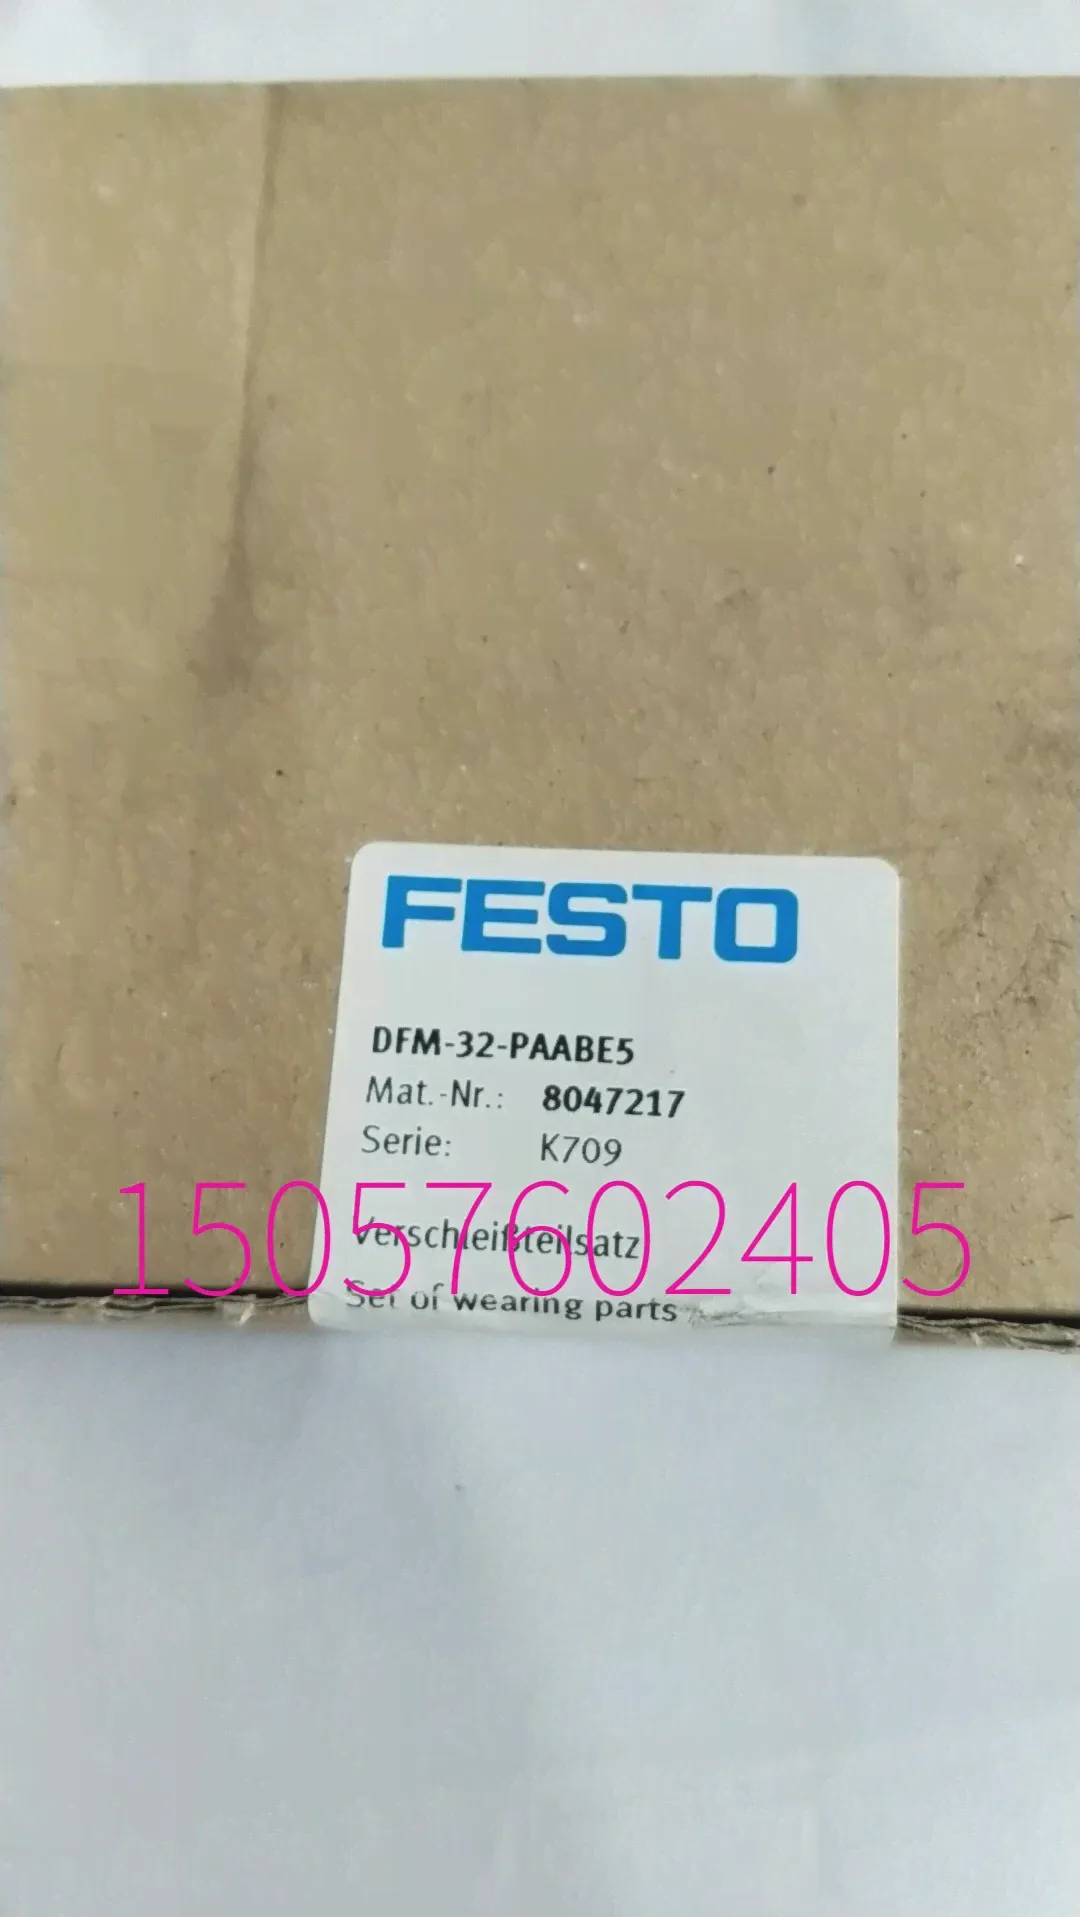 FESTO
DFM-32-PAABE5
Mat.-Nr.: 8047217
Serie: K709
15057602405
Verschleißteilsatz
Set of wearing parts